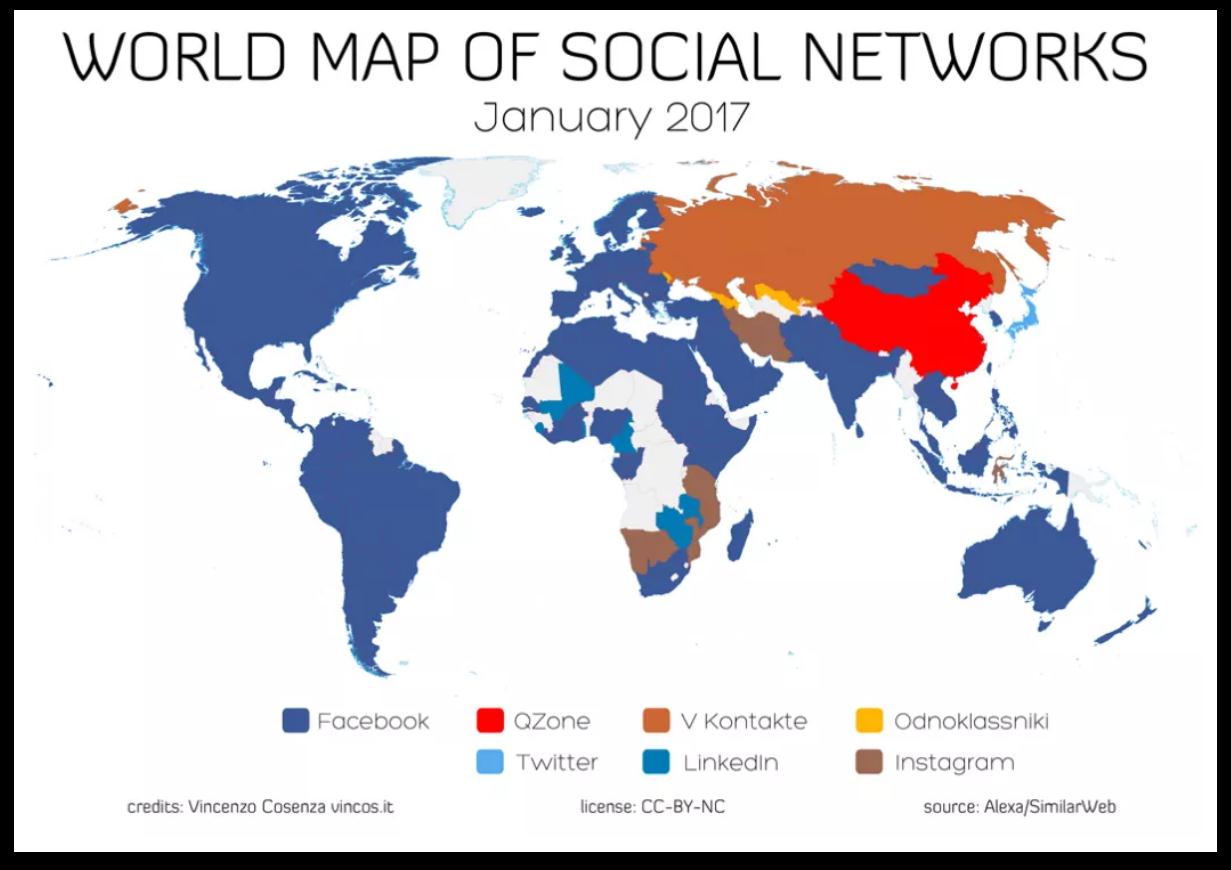 WORLD MAP OF SOCIAL NETWORKS
January 2017
Facebook QZone V Kontakte Odnoklassniki
Twitter LinkedIn Instagram
credits: Vincenzo Cosenza vincos.it license: CC-BY-NC source: Alexa/SimilarWeb